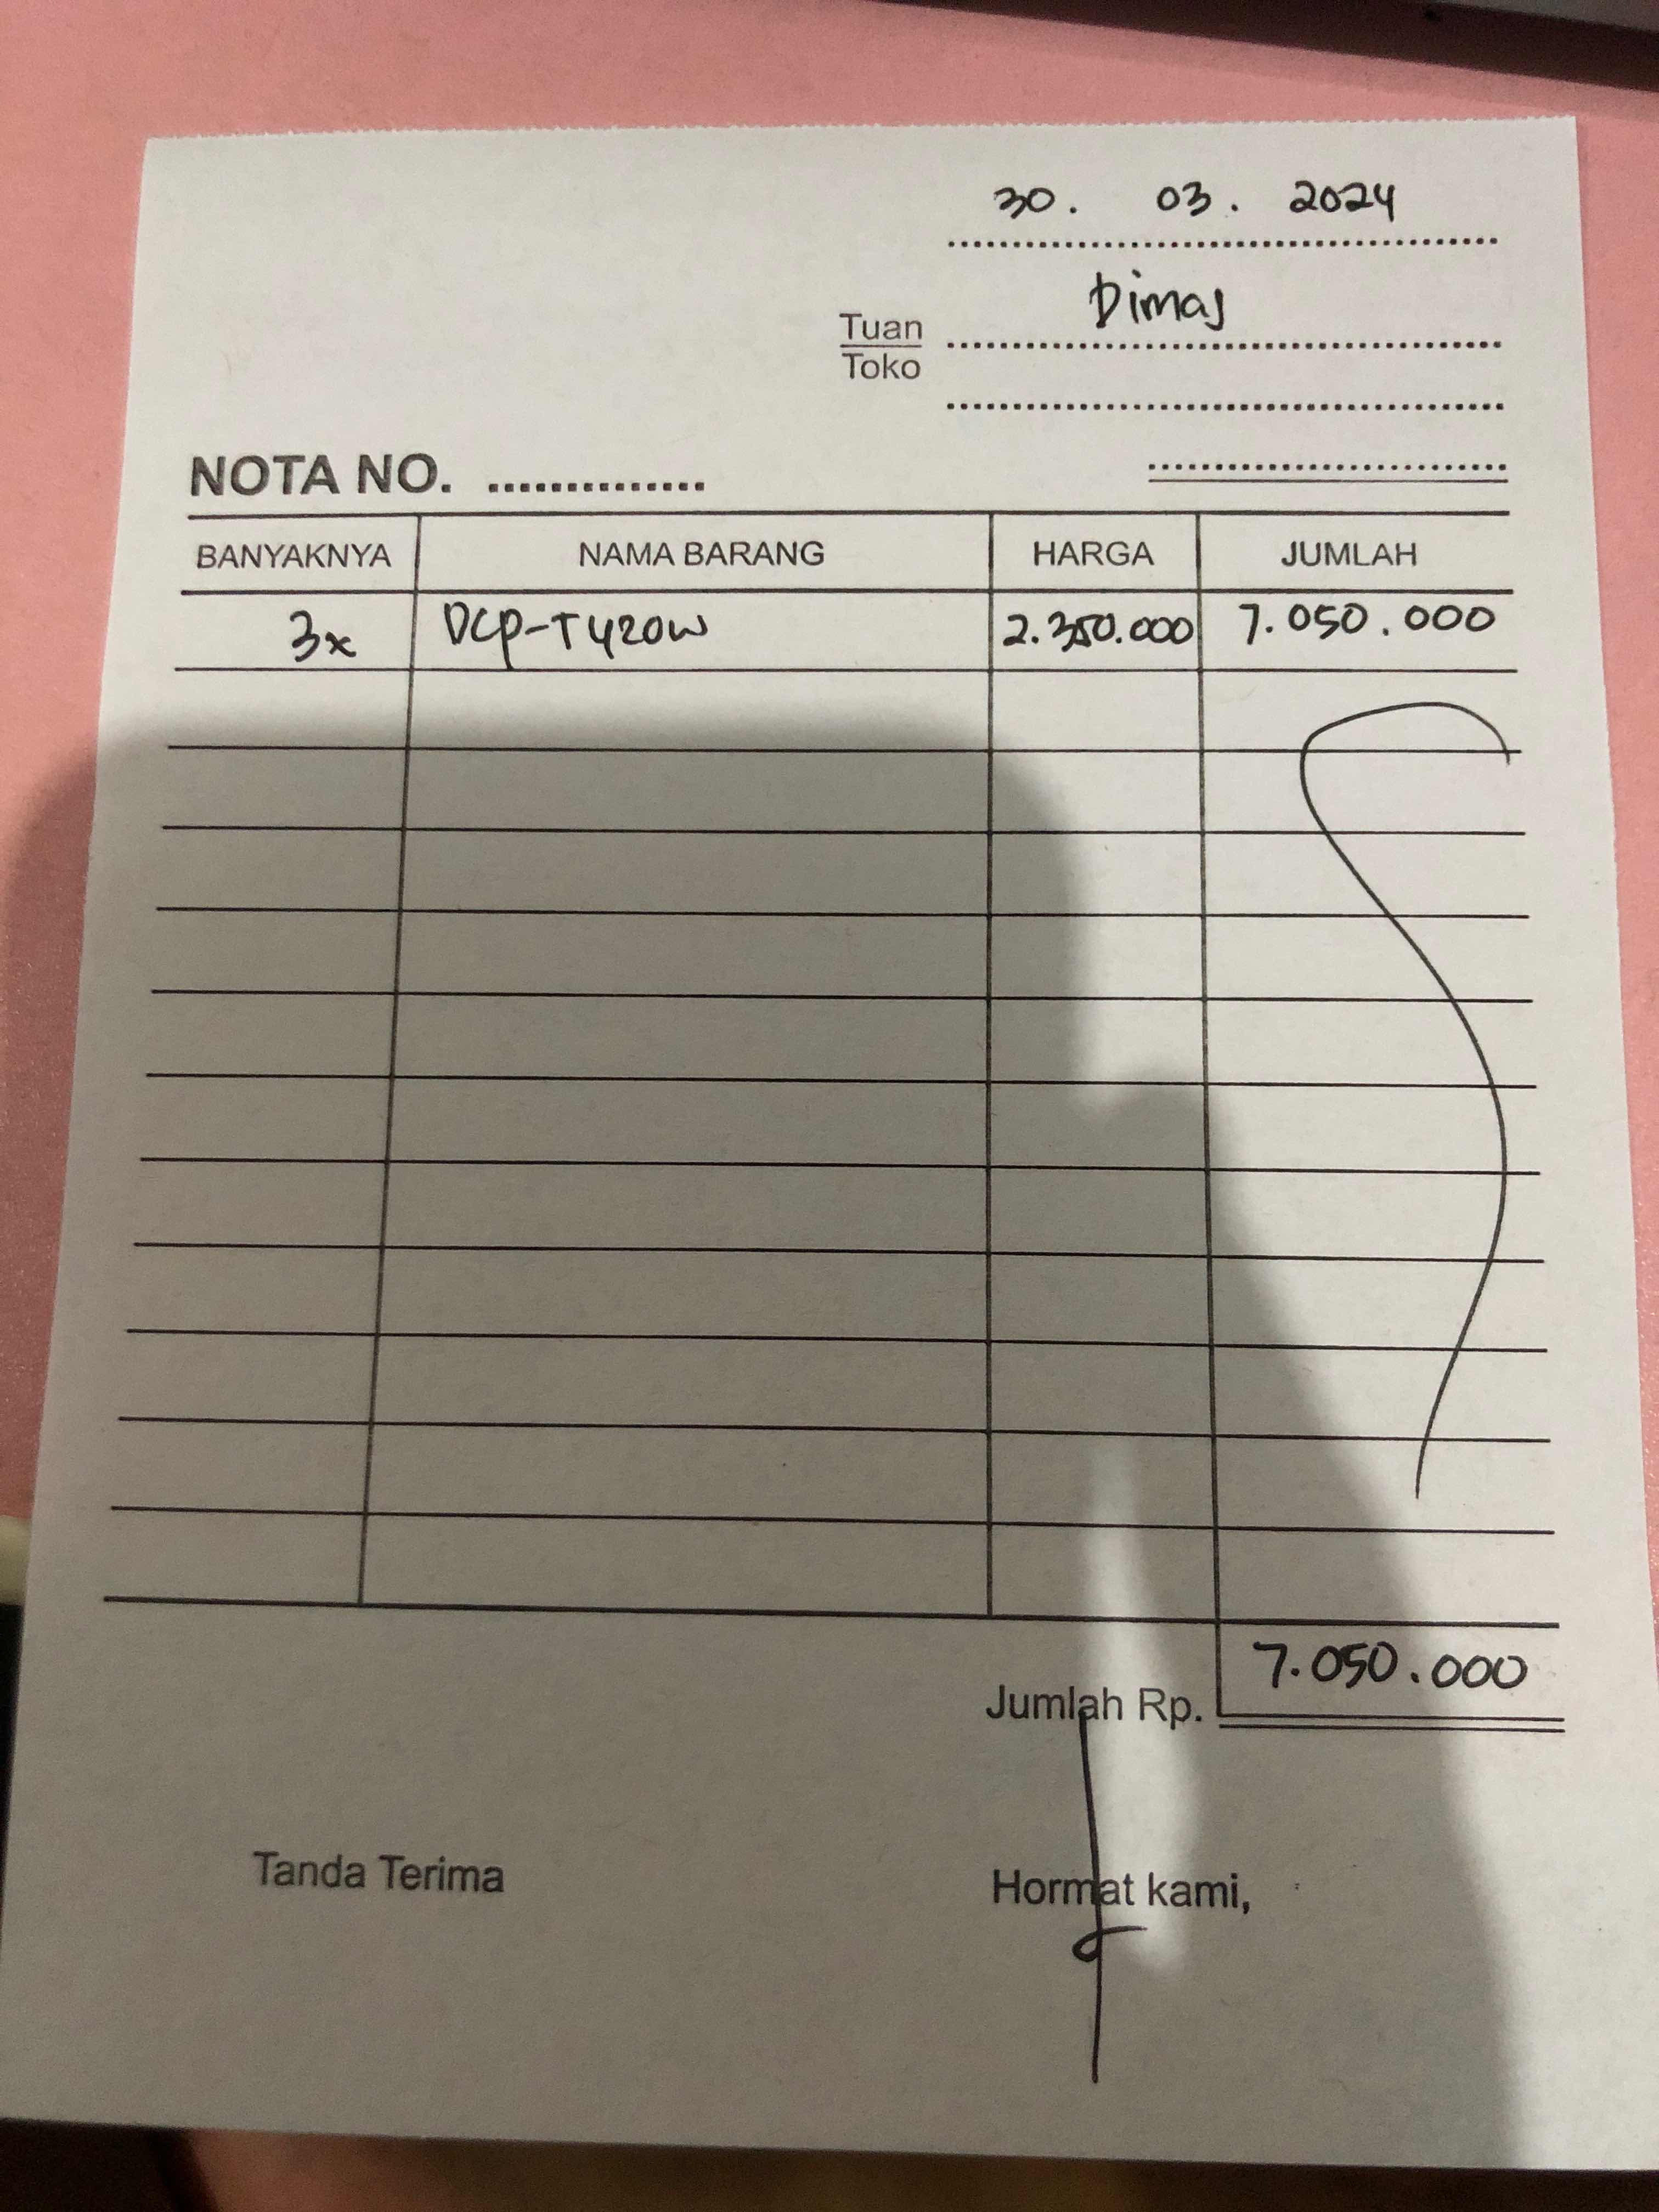 30. 03. 2024
Tuan Dimas
Toko
NOTA NO. ..............
BANYAKNYA NAMA BARANG HARGA JUMLAH
3x DCP-T420W 2.350.000 7.050.000
Jumlah Rp. 7.050.000
Tanda Terima Hormat kami,